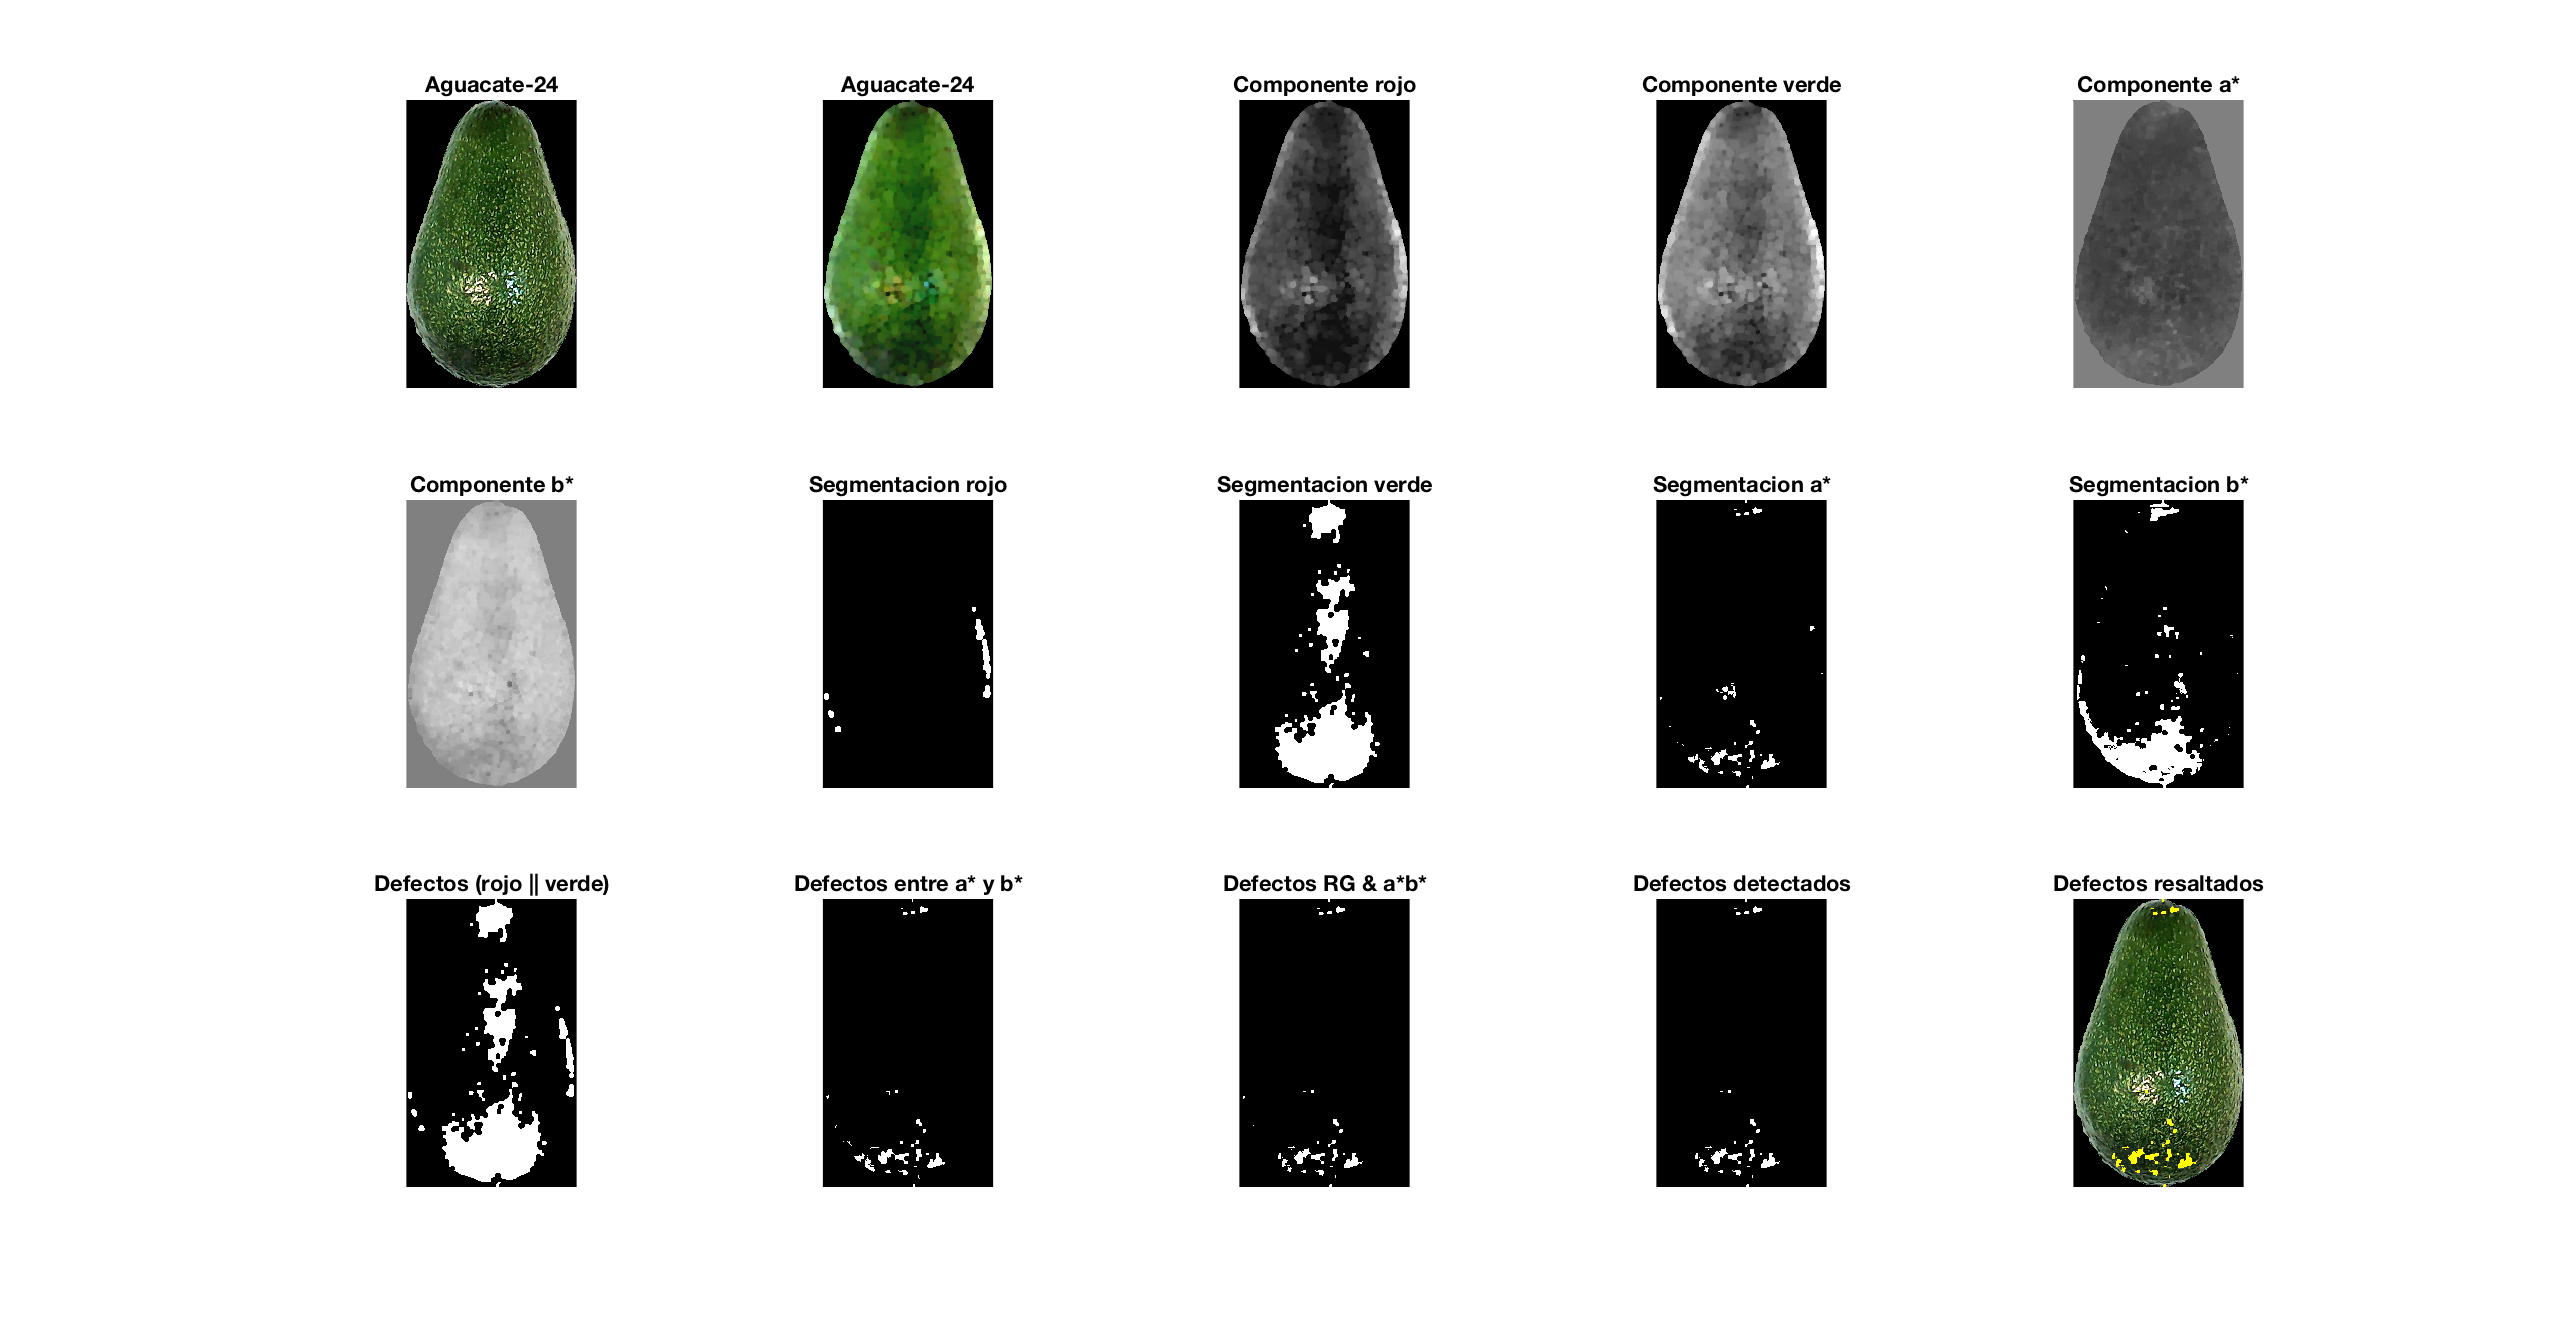 Aguacate-24
Aguacate-24
Componente rojo
Componente verde
Componente a*
Componente b*
Segmentacion rojo
Segmentacion verde
Segmentacion a*
Segmentacion b*
Defectos (rojo || verde)
Defectos entre a* y b*
Defectos RG & a*b*
Defectos detectados
Defectos resaltados